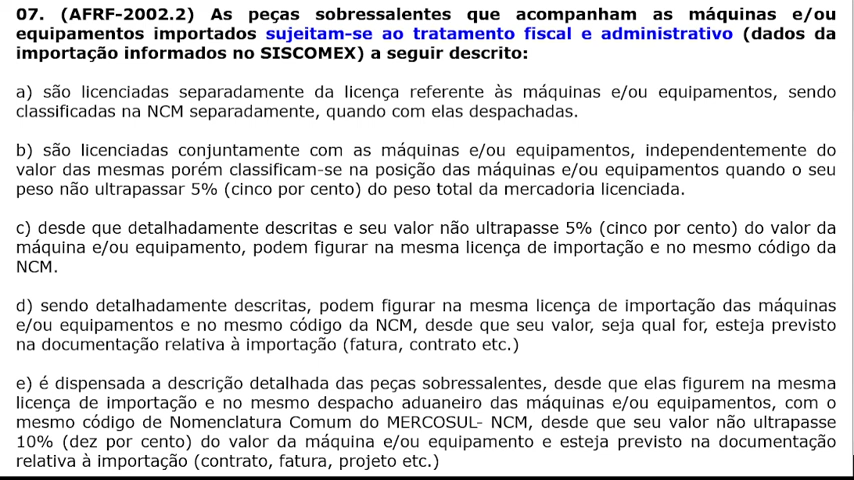 07. (AFRF-2002.2) As peças sobressalentes que acompanham as máquinas e/ou
equipamentos importados sujeitam-se ao tratamento fiscal e administrativo (dados da
importação informados no SISCOMEX) a seguir descrito:
a) são licenciadas separadamente da licença referente às máquinas e/ou equipamentos, sendo
classificadas na NCM separadamente, quando com elas despachadas.
b) são licenciadas conjuntamente com as máquinas e/ou equipamentos, independentemente do
valor das mesmas porém classificam-se na posição das máquinas e/ou equipamentos quando o seu
peso não ultrapassar 5% (cinco por cento) do peso total da mercadoria licenciada.
c) desde que detalhadamente descritas e seu valor não ultrapasse 5% (cinco por cento) do valor da
máquina e/ou equipamento, podem figurar na mesma licença de importação e no mesmo código da
NCM.
d) sendo detalhadamente descritas, podem figurar na mesma licença de importação das máquinas
e/ou equipamentos e no mesmo código da NCM, desde que seu valor, seja qual for, esteja previsto
na documentação relativa à importação (fatura, contrato etc.)
e) é dispensada a descrição detalhada das peças sobressalentes, desde que elas figurem na mesma
licença de importação e no mesmo despacho aduaneiro das máquinas e/ou equipamentos, com o
mesmo código de Nomenclatura Comum do MERCOSUL- NCM, desde que seu valor não ultrapasse
10% (dez por cento) do valor da máquina e/ou equipamento e esteja previsto na documentação
relativa à importação (contrato, fatura, projeto etc.)